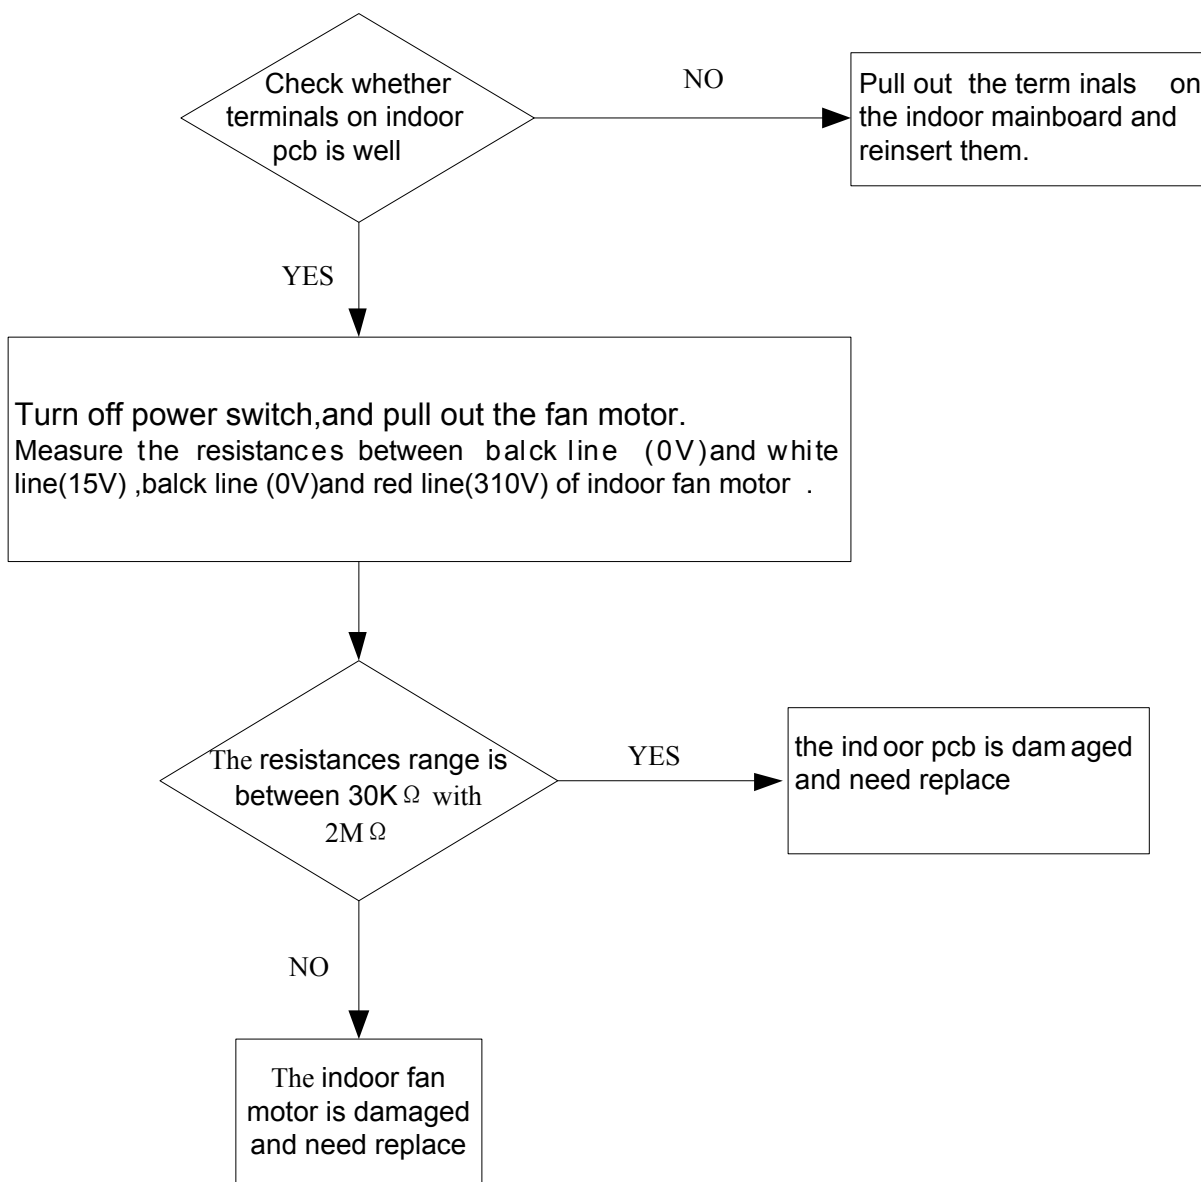 Check whether
terminals on indoor
pcb is well
NO
Pull out the term inals on
the indoor mainboard and
reinsert them.
YES
Turn off power switch,and pull out the fan motor.
Measure the resistances between balck line (0V)and white
line(15V) ,balck line (0V)and red line(310V) of indoor fan motor .
The resistances range is
between 30K Ω with
2M Ω
YES
the ind oor pcb is dam aged
and need replace
NO
The indoor fan
motor is damaged
and need replace